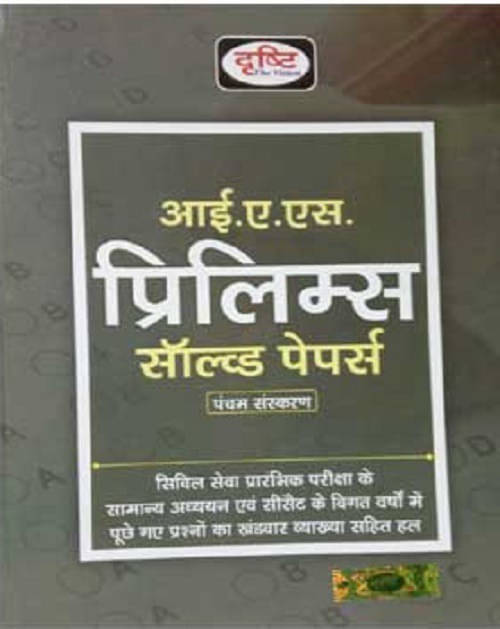 दृष्टि
The Vision
आई.ए.एस.
प्रिलिम्स
सॉल्व्ड पेपर्स
पंचम संस्करण
सिविल सेवा प्रारंभिक परीक्षा के
सामान्य अध्ययन एवं सीसैट के विगत वर्षों में
पूछे गए प्रश्नों का खंडवार व्याख्या सहित हल